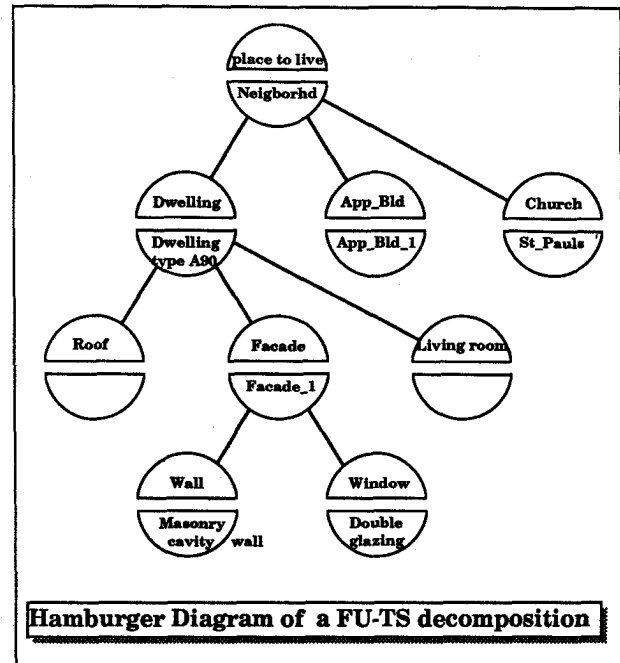 place to live
Neigborhd
Dwelling
App_Bld
Church
Dwelling
type A90
App_Bld_1
St_Pauls
Roof
Facade
Living room
Facade_1
Wall
Window
Masonry
cavity wall
Double
glazing
Hamburger Diagram of a FU-TS decomposition